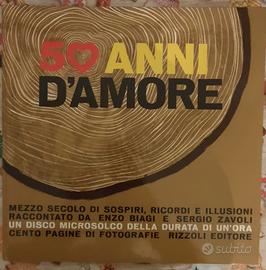 50 ANNI
D'AMORE
MEZZO SECOLO DI SOSPIRI, RICORDI E ILLUSIONI
RACCONTATO DA ENZO BIAGI E SERGIO ZAVOLI
UN DISCO MICROSOLCO DELLA DURATA DI UN'ORA
CENTO PAGINE DI FOTOGRAFIE RIZZOLI EDITORE
subito